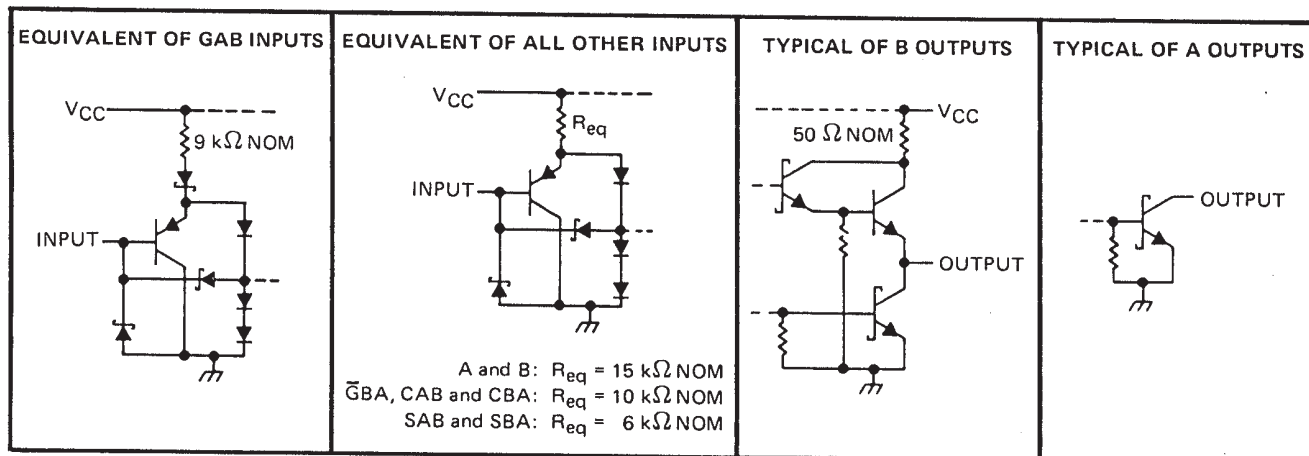 EQUIVALENT OF GAB INPUTS
VCC
9 kΩ NOM
INPUT
EQUIVALENT OF ALL OTHER INPUTS
VCC
Req
INPUT
A and B: Req = 15 kΩ NOM
G̅BA, CAB and CBA: Req = 10 kΩ NOM
SAB and SBA: Req = 6 kΩ NOM
TYPICAL OF B OUTPUTS
VCC
50 Ω NOM
OUTPUT
TYPICAL OF A OUTPUTS
OUTPUT